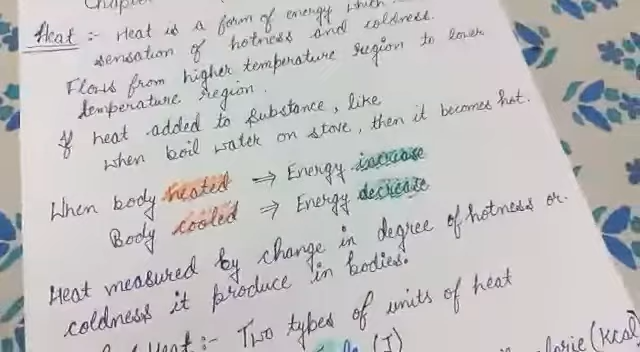 Chapter
Heat :- Heat is a form of energy which
sensation of hotness and coldness.
Flows from higher temperature region to lower
temperature region.
If heat added to substance, like
when boil water on stove, then it becomes hot.
When body heated ⇒ Energy increase
Body cooled ⇒ Energy decrease
Heat measured by change in degree of hotness or
coldness it produce in bodies.
Heat :- Two types of units of heat
(J) (Kcal)